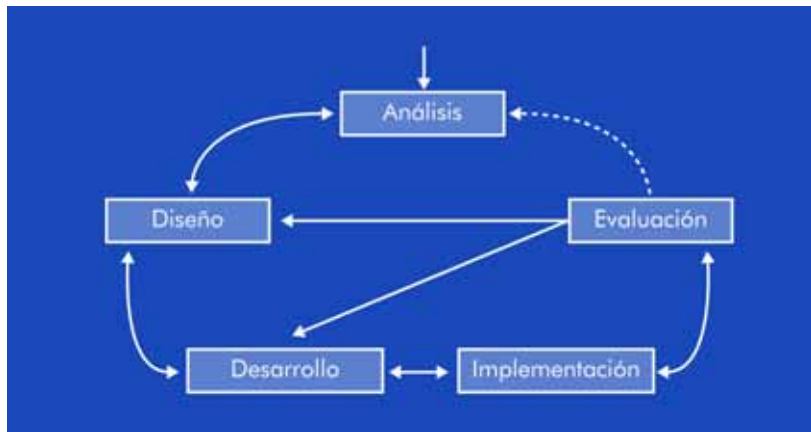 Análisis
Diseño
Evaluación
Desarrollo
Implementación